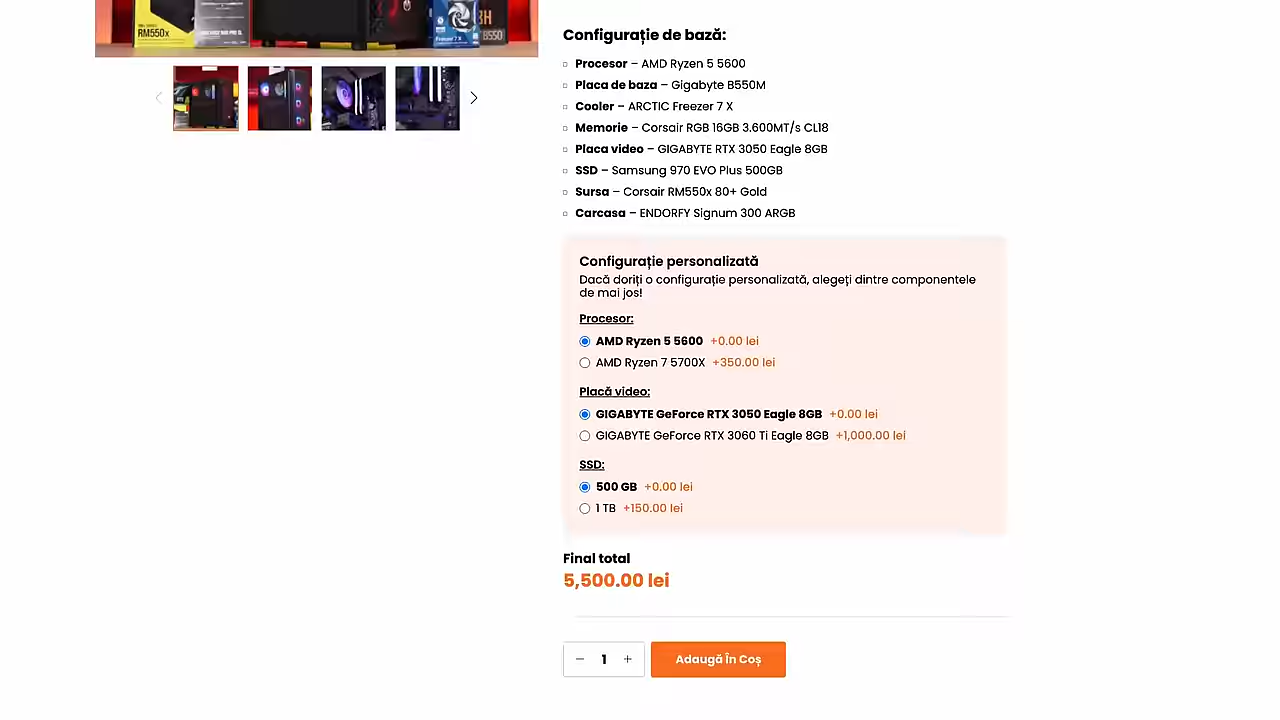 RM550x
B550
Configurație de bază:
Procesor – AMD Ryzen 5 5600
Placa de baza – Gigabyte B550M
Cooler – ARCTIC Freezer 7 X
Memorie – Corsair RGB 16GB 3.600MT/s CL18
Placa video – GIGABYTE RTX 3050 Eagle 8GB
SSD – Samsung 970 EVO Plus 500GB
Sursa – Corsair RM550x 80+ Gold
Carcasa – ENDORFY Signum 300 ARGB
Configurație personalizată
Dacă doriți o configurație personalizată, alegeți dintre componentele
de mai jos!
Procesor:
AMD Ryzen 5 5600 +0.00 lei
AMD Ryzen 7 5700X +350.00 lei
Placă video:
GIGABYTE GeForce RTX 3050 Eagle 8GB +0.00 lei
GIGABYTE GeForce RTX 3060 Ti Eagle 8GB +1,000.00 lei
SSD:
500 GB +0.00 lei
1 TB +150.00 lei
Final total
5,500.00 lei
− 1 +
Adaugă În Coș